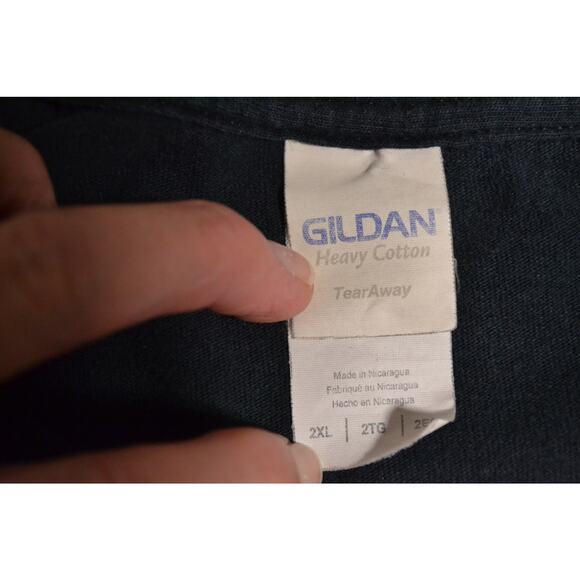 GILDAN
Heavy Cotton
TearAway
Made in Nicaragua
Fabriqué au Nicaragua
Hecho en Nicaragua
2XL | 2TG |